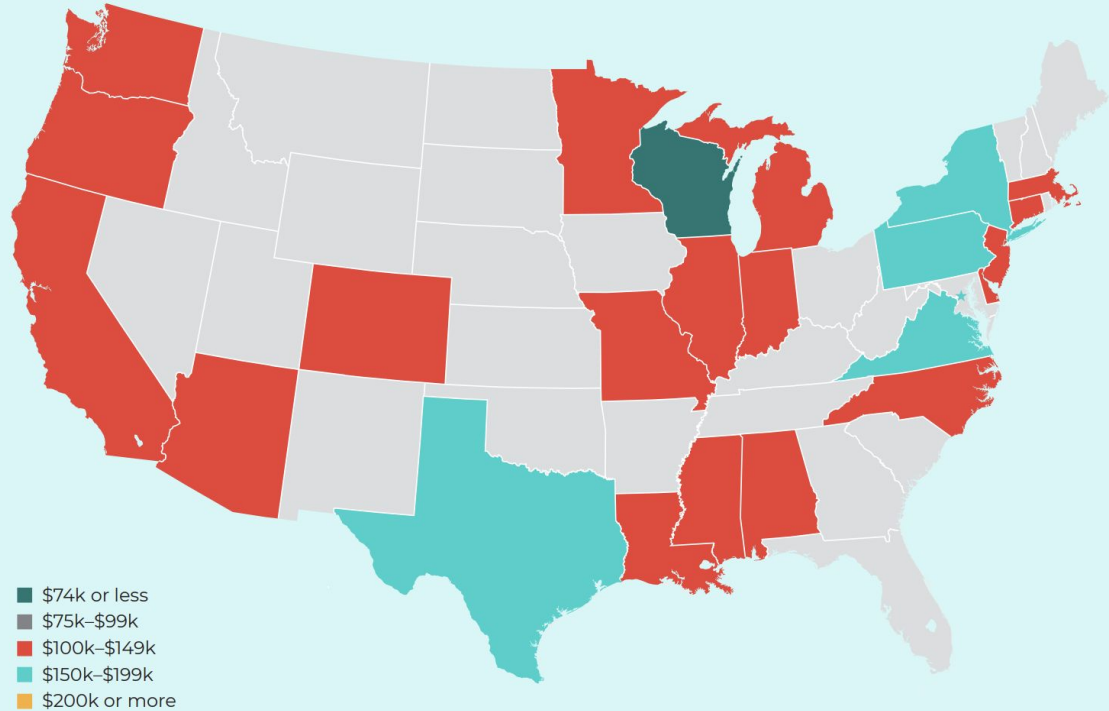 $74k or less
$75k–$99k
$100k–$149k
$150k–$199k
$200k or more